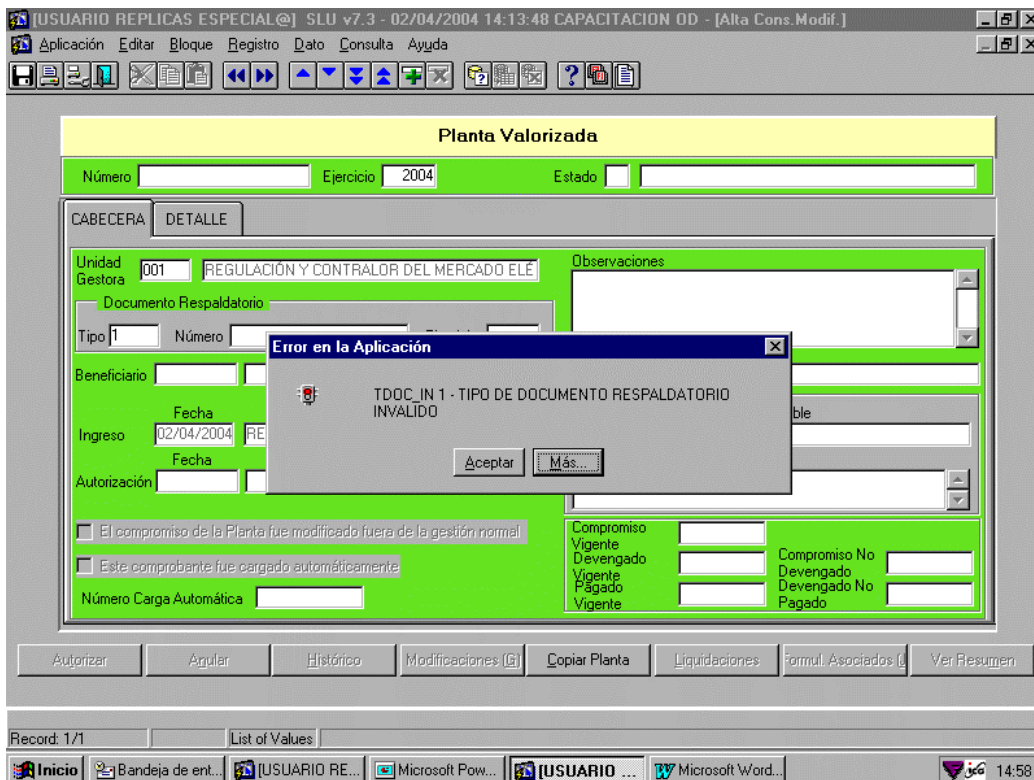 [USUARIO REPLICAS ESPECIAL@] SLU v7.3 - 02/04/2004 14:13:48 CAPACITACION OD - [Alta Cons.Modif.]
Aplicación Editar Bloque Registro Dato Consulta Ayuda
Planta Valorizada
Número Ejercicio 2004 Estado
CABECERA DETALLE
Unidad Gestora 001 REGULACIÓN Y CONTRALOR DEL MERCADO ELÉ
Observaciones
Documento Respaldatorio
Tipo 1 Número
Error en la Aplicación
TDOC_IN 1 - TIPO DE DOCUMENTO RESPALDATORIO
INVALIDO
Aceptar Más...
Beneficiario
Fecha
Ingreso 02/04/2004 RE
ble
Fecha
Autorización
El compromiso de la Planta fue modificado fuera de la gestión normal
Este comprobante fue cargado automáticamente
Número Carga Automática
Compromiso
Vigente
Devengado
Vigente
Pagado
Vigente
Compromiso No
Devengado
Devengado No
Pagado
Autorizar Anular Histórico Modificaciones (G) Copiar Planta Liquidaciones Formul. Asociados (J Ver Resumen
Record: 1/1 List of Values
Inicio Bandeja de ent... [USUARIO RE... Microsoft Pow... [USUARIO ... Microsoft Word... 14:58